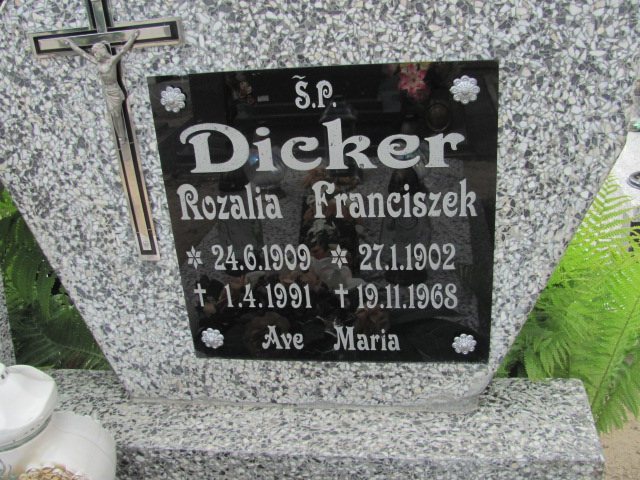 Ś.P.
Dicker
Rozalia Franciszek
* 24.6.1909 * 27.1.1902
† 1.4.1991 † 19.11.1968
Ave Maria